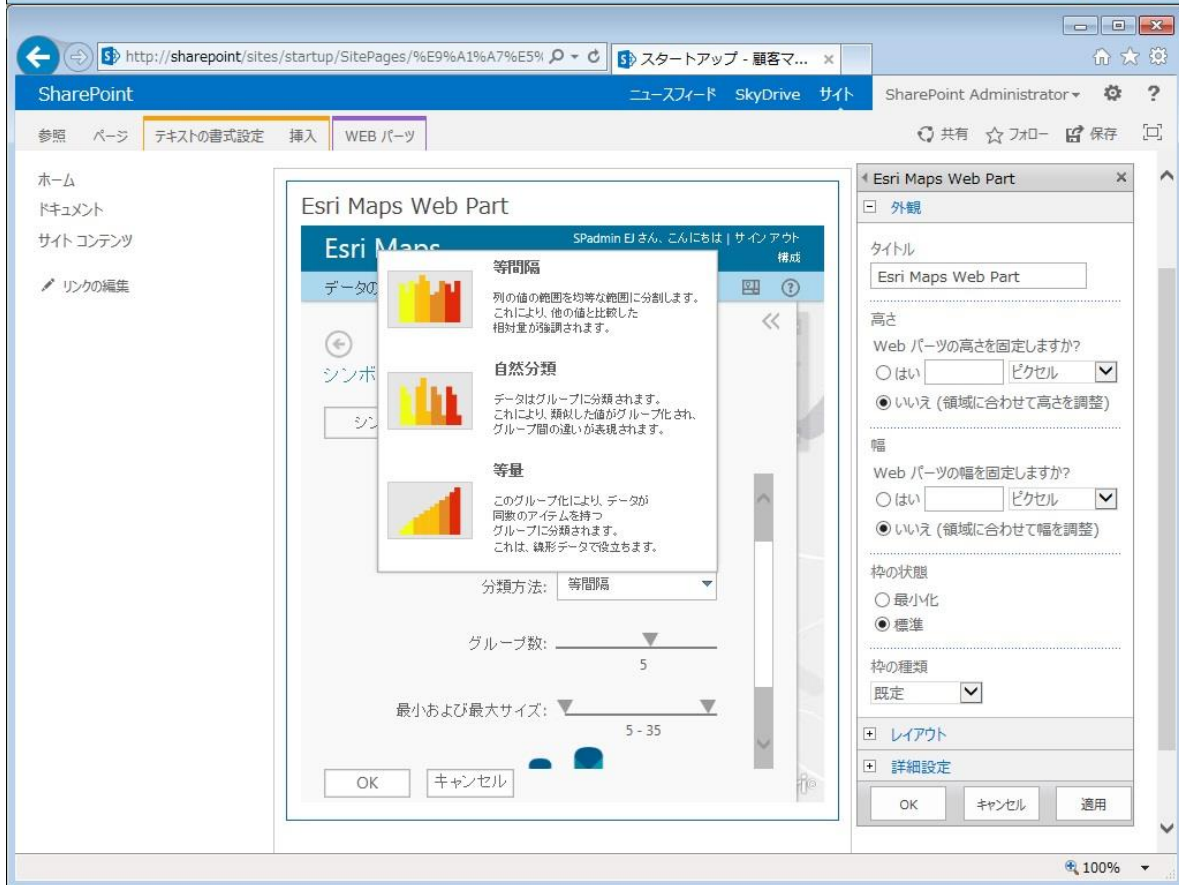 http://sharepoint/sites/startup/SitePages/%E9%A1%A7%E5%
スタートアップ - 顧客マ...
SharePoint
ニュースフィード SkyDrive サイト
SharePoint Administrator
?
参照 ページ テキストの書式設定 挿入 WEB パーツ
共有 フォロー 保存
ホーム
ドキュメント
サイト コンテンツ
リンクの編集
Esri Maps Web Part
Esri Maps
SPadmin EJ さん、こんにちは | サインアウト
構成
データの
シンボ
シン
等間隔
列の値の範囲を均等な範囲に分割します。
これにより、他の値と比較した
相対量が強調されます。
自然分類
データはグループに分類されます。
これにより、類似した値がグループ化され、
グループ間の違いが表現されます。
等量
このグループ化により、データが
同数のアイテムを持つ
グループに分類されます。
これは、線形データで役立ちます。
分類方法: 等間隔
グループ数:
5
最小および最大サイズ:
5 - 35
OK キャンセル
Esri Maps Web Part
外観
タイトル
Esri Maps Web Part
高さ
Web パーツの高さを固定しますか?
はい ピクセル
いいえ (領域に合わせて高さを調整)
幅
Web パーツの幅を固定しますか?
はい ピクセル
いいえ (領域に合わせて幅を調整)
枠の状態
最小化
標準
枠の種類
既定
レイアウト
詳細設定
OK キャンセル 適用
100%